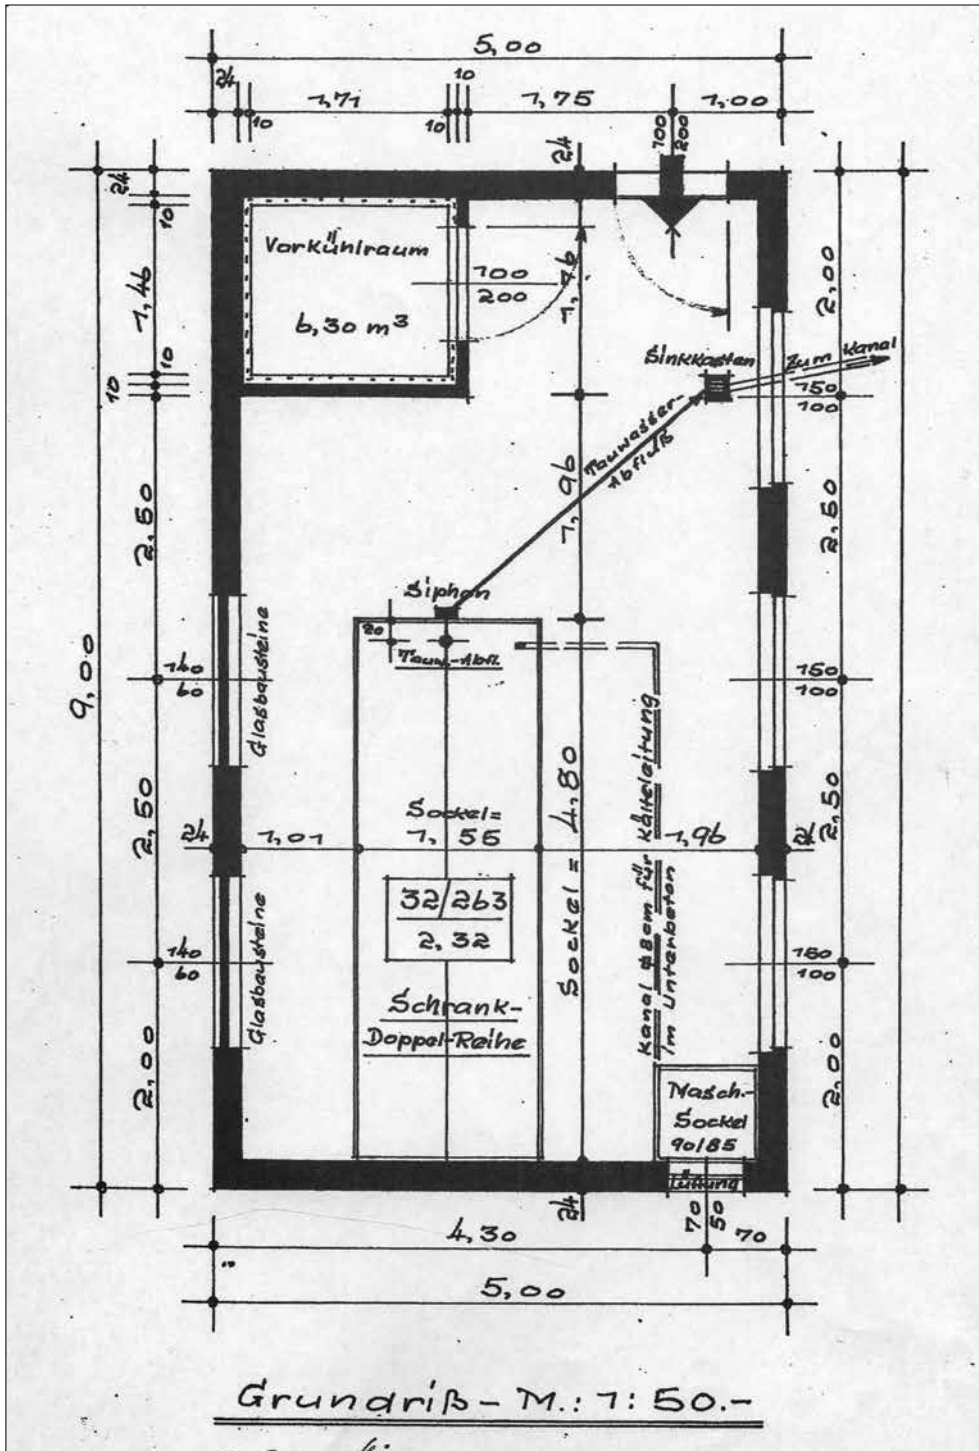 5,00
24
10
1,71
10
10
1,75
1,00
100
200
24
24
10
Vorkühlraum
6,30 m³
100
200
1,76
2,00
1,46
10
10
Sinkkasten
Zum Kanal
150
100
Tauwasser-
Abfluß
1,96
2,50
2,50
Siphon
20
Tauw.-Abfl.
9,00
140
60
Glasbausteine
150
100
Kanal ø 8 cm für Kälteleitung
im Unterbeton
2,50
24
1,01
Sockel =
1,55
Sockel = 4,80
1,96
24
2,50
32/263
2,32
140
60
Glasbausteine
150
100
Schrank-
Doppel-Reihe
2,00
2,00
Masch.-
Sockel
90/85
Lüftung
24
70
50
4,30
70
5,00
Grundriß - M.: 1:50.-